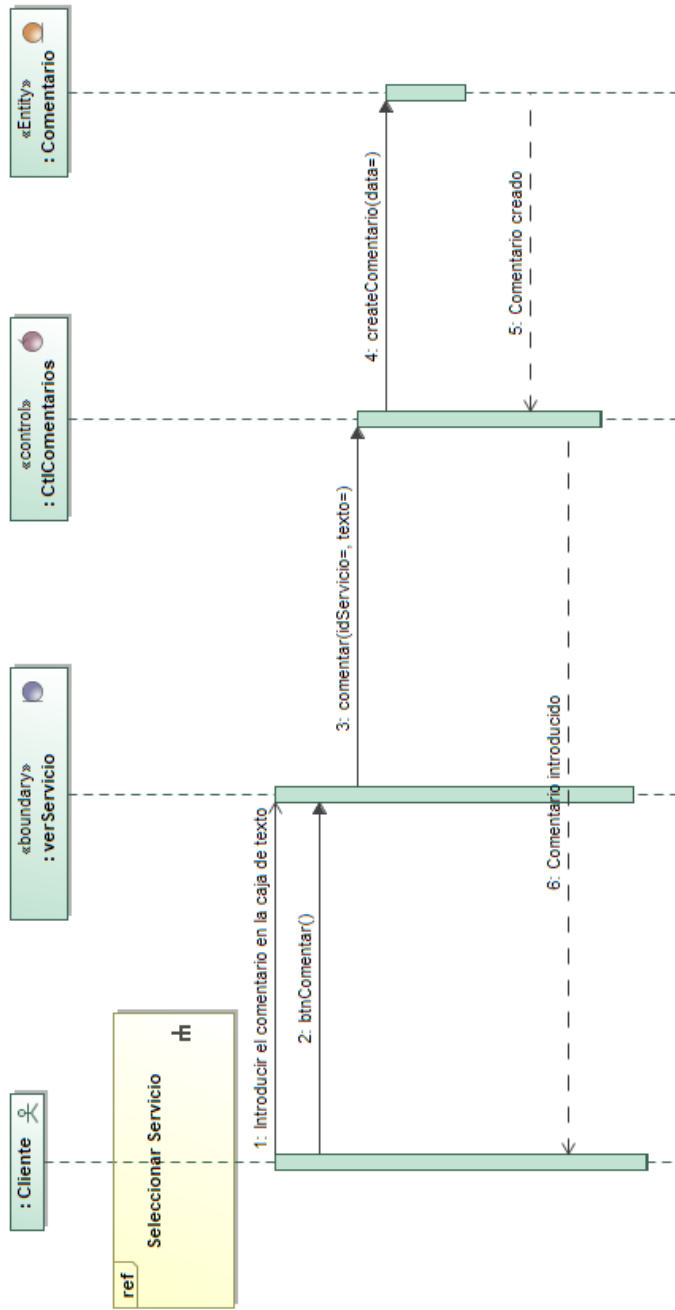 : Cliente
«boundary»
: verServicio
«control»
: CtlComentarios
«Entity»
: Comentario
ref
Seleccionar Servicio
1: Introducir el comentario en la caja de texto
2: btnComentar()
3: comentar(idServicio=, texto=)
4: createComentario(data=)
5: Comentario creado
6: Comentario introducido